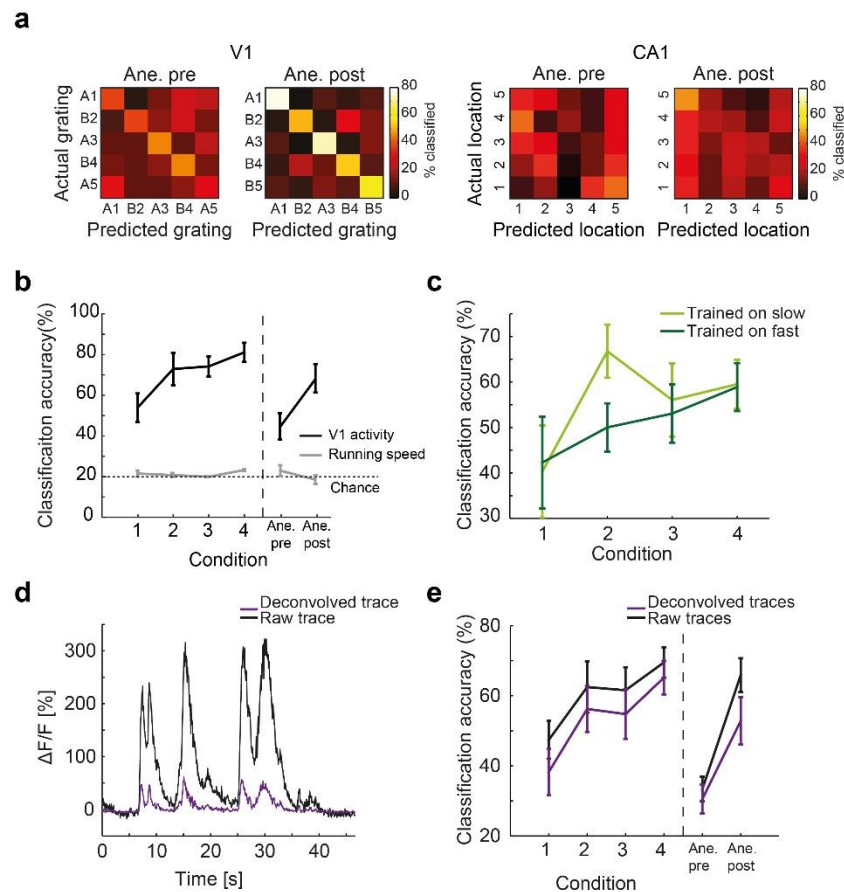 a
V1
CA1
Ane. pre
Ane. post
Ane. pre
Ane. post
Actual grating
A1
B2
A3
B4
A5
A1 B2 A3 B4 A5
Predicted grating
A1
B2
A3
B4
B5
A1 B2 A3 B4 B5
Predicted grating
80
60
40
20
0
% classified
Actual location
5
4
3
2
1
1 2 3 4 5
Predicted location
1 2 3 4 5
Predicted location
80
60
40
20
0
% classified
b
Classificaiton accuracy(%)
100
80
60
40
20
0
V1 activity
Running speed
Chance
1 2 3 4 Ane. pre Ane. post
Condition
c
Classification accuracy (%)
Trained on slow
Trained on fast
70
60
50
40
30
1 2 3 4
Condition
d
Deconvolved trace
Raw trace
ΔF/F [%]
300
200
100
0
0 10 20 30 40
Time [s]
e
Deconvolved traces
Raw traces
Classification accuracy (%)
80
60
40
20
1 2 3 4 Ane. pre Ane. post
Condition